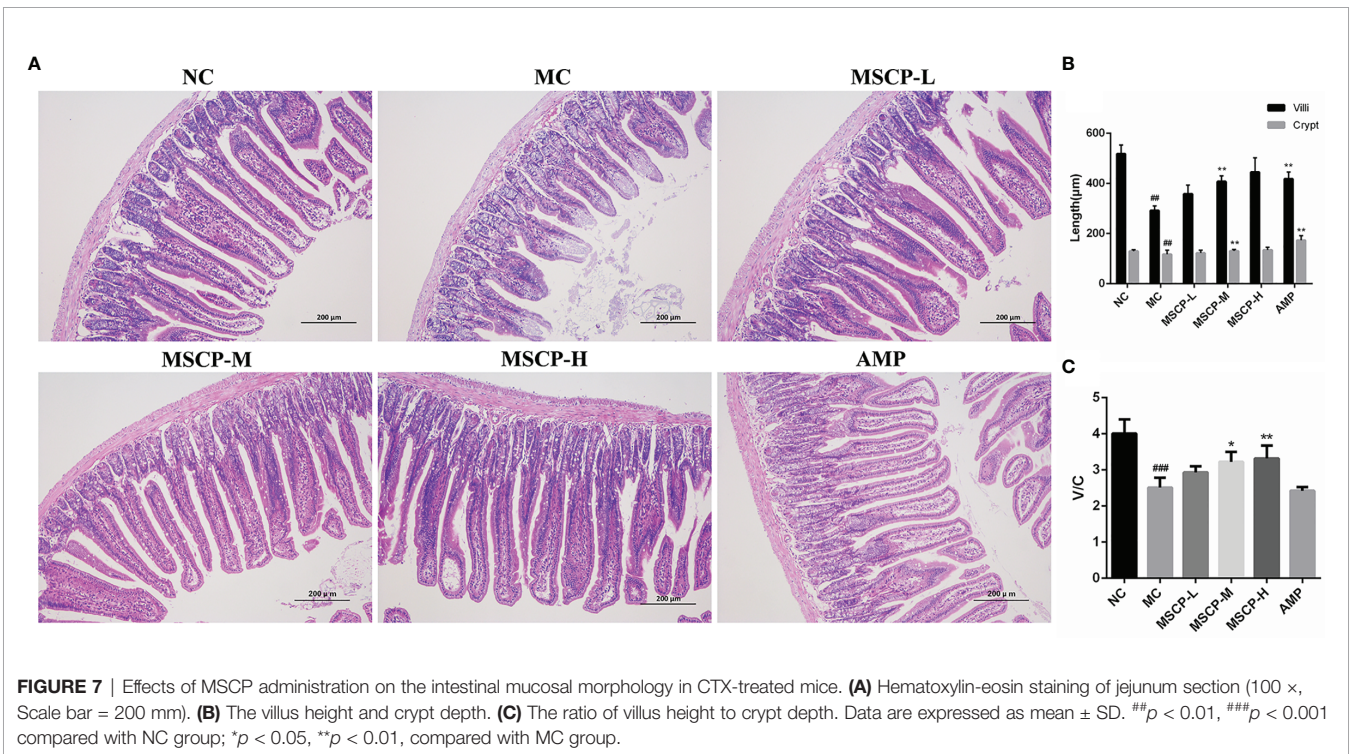 A
NC
MC
MSCP-L
200 μm
200 μm
200 μm
MSCP-M
MSCP-H
AMP
200 μm
200 μm
200 μ m
B
Villi
Crypt
600
400
200
0
Length(μm)
##
##
**
**
**
**
NC
MC
MSCP-L
MSCP-M
MSCP-H
AMP
C
5
4
3
2
1
0
V/C
###
*
**
NC
MC
MSCP-L
MSCP-M
MSCP-H
AMP
FIGURE 7 | Effects of MSCP administration on the intestinal mucosal morphology in CTX-treated mice. (A) Hematoxylin-eosin staining of jejunum section (100 ×,
Scale bar = 200 mm). (B) The villus height and crypt depth. (C) The ratio of villus height to crypt depth. Data are expressed as mean ± SD. ##p < 0.01, ###p < 0.001
compared with NC group; *p < 0.05, **p < 0.01, compared with MC group.